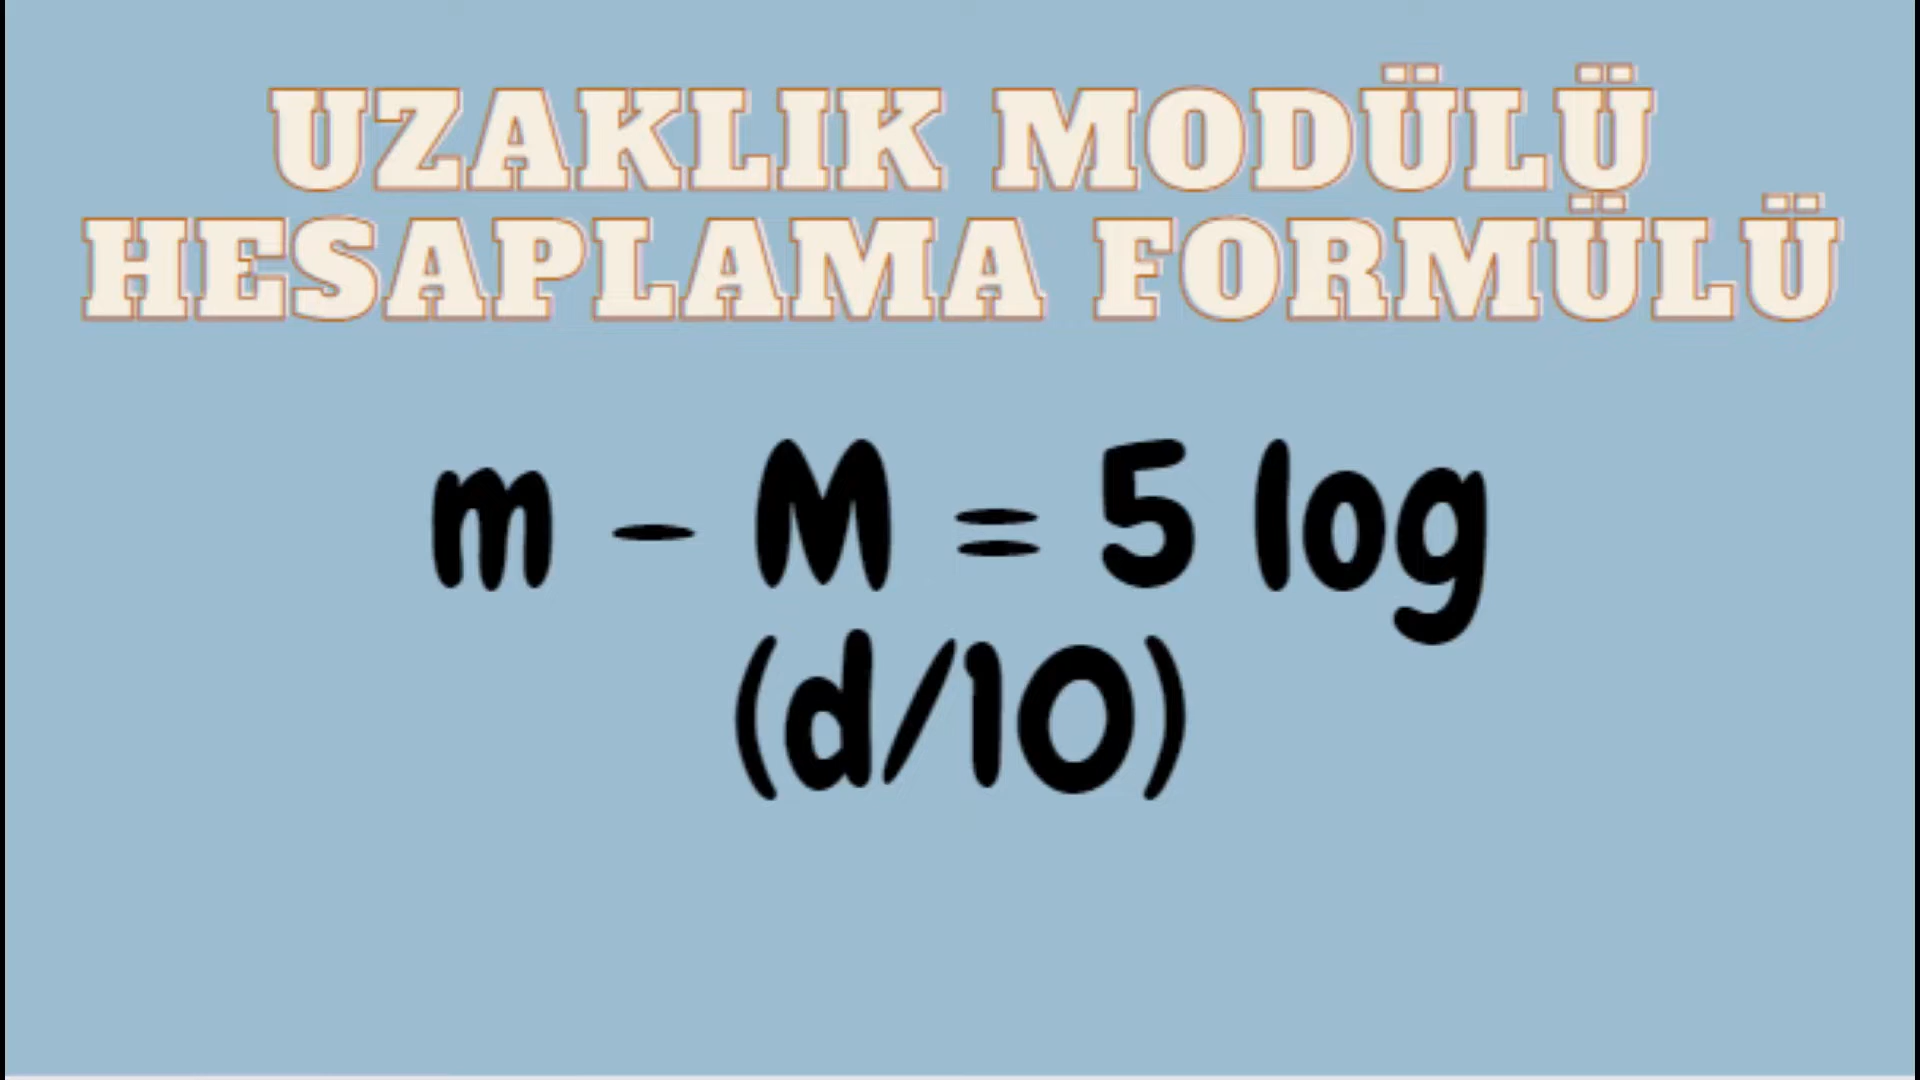 UZAKLIK MODÜLÜ
HESAPLAMA FORMÜLÜ
m - M = 5 log
(d/10)